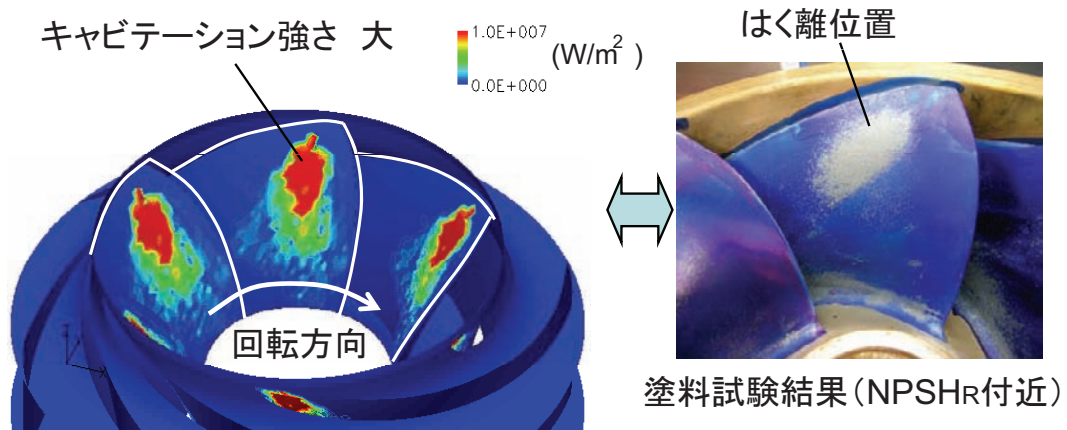 キャビテーション強さ 大
1.0E+007
(W/m²)
0.0E+000
回転方向
はく離位置
塗料試験結果(NPSHR付近)